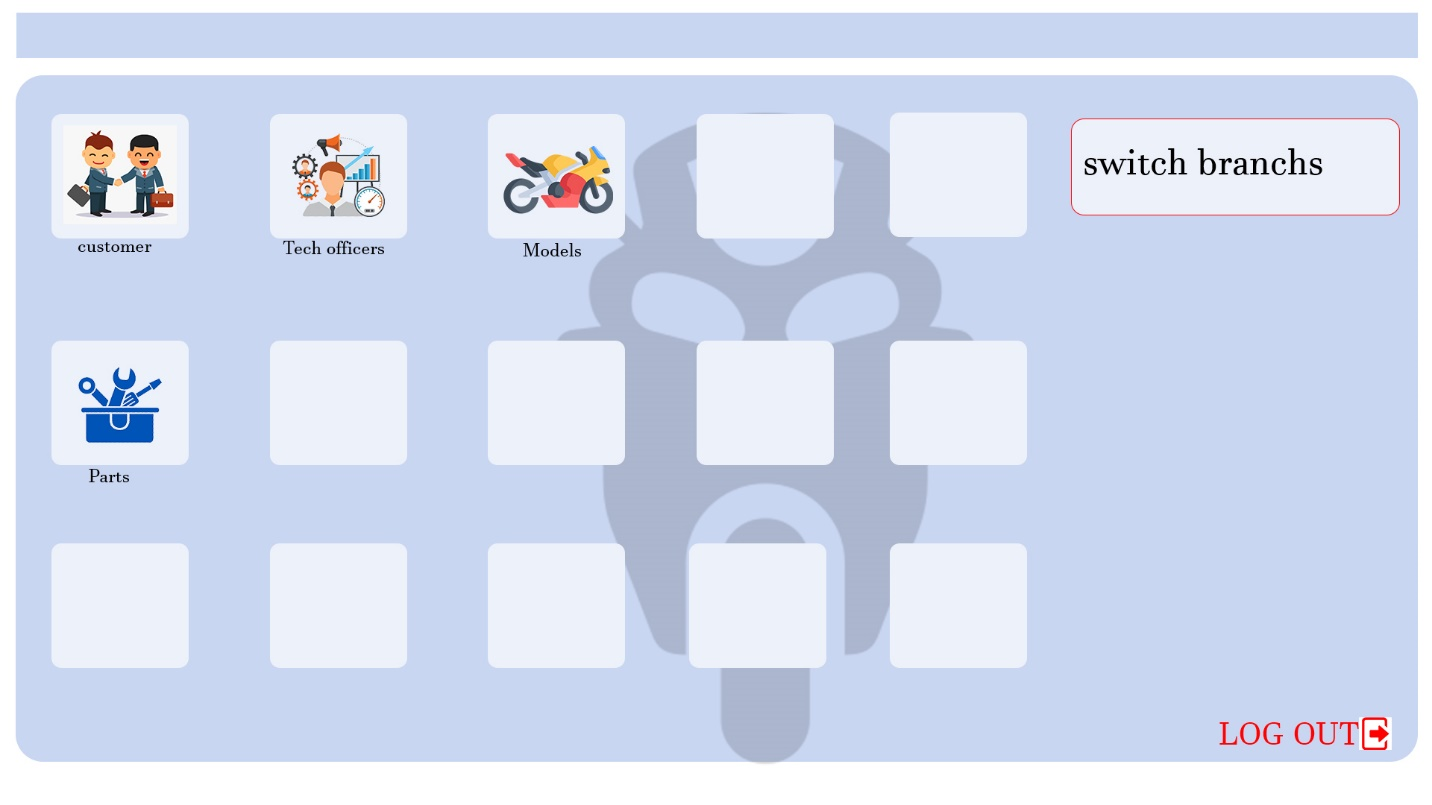 switch branchs
customer
Tech officers
Models
Parts
LOG OUT